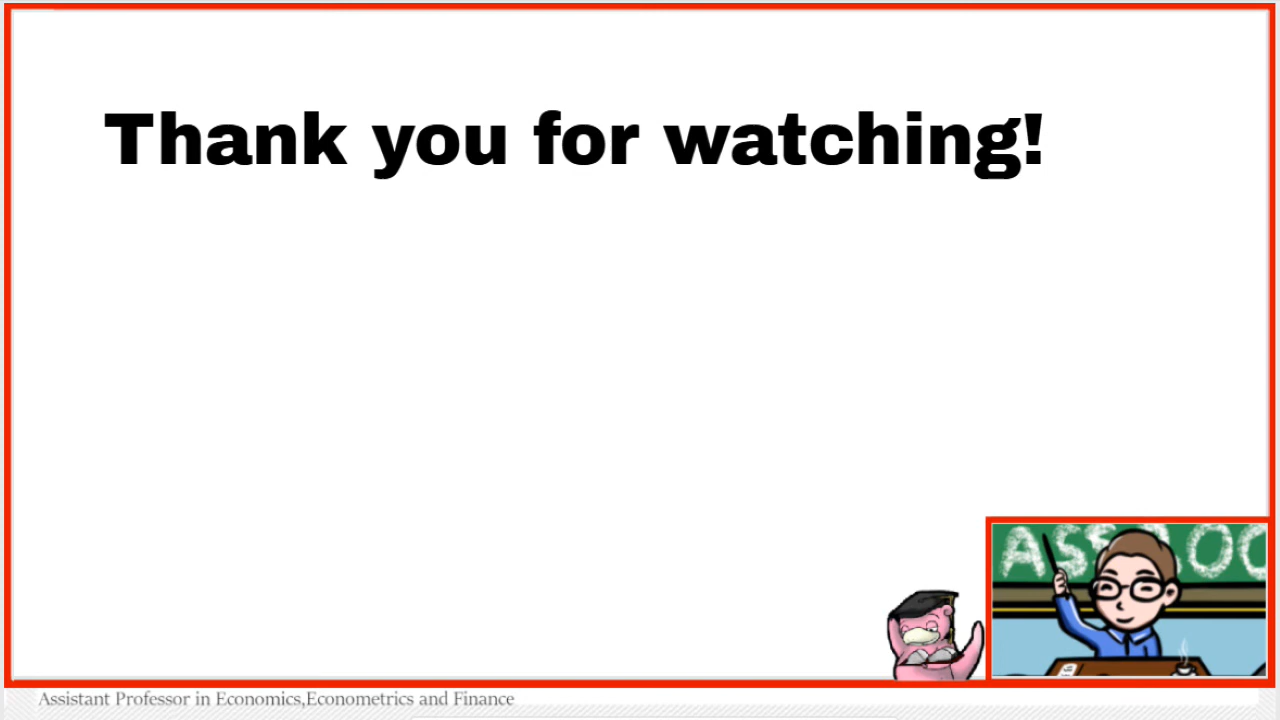 Thank you for watching!
Assistant Professor in Economics,Econometrics and Finance